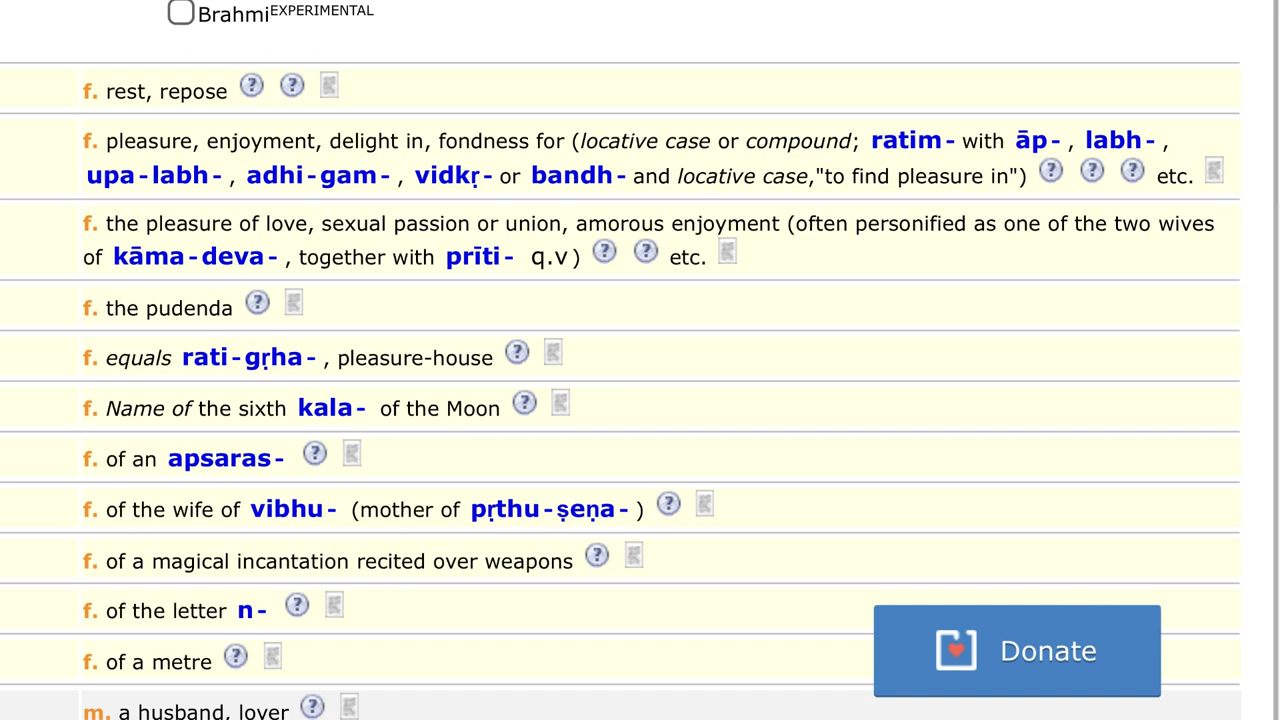 BrahmiEXPERIMENTAL
f. rest, repose
f. pleasure, enjoyment, delight in, fondness for (locative case or compound; ratim- with āp- , labh- ,
upa-labh- , adhi-gam- , vidkṛ- or bandh- and locative case,"to find pleasure in") etc.
f. the pleasure of love, sexual passion or union, amorous enjoyment (often personified as one of the two wives
of kāma-deva- , together with prīti- q.v) etc.
f. the pudenda
f. equals rati-gṛha- , pleasure-house
f. Name of the sixth kala- of the Moon
f. of an apsaras-
f. of the wife of vibhu- (mother of pṛthu-ṣeṇa- )
f. of a magical incantation recited over weapons
f. of the letter n-
f. of a metre
Donate
m. a husband, lover